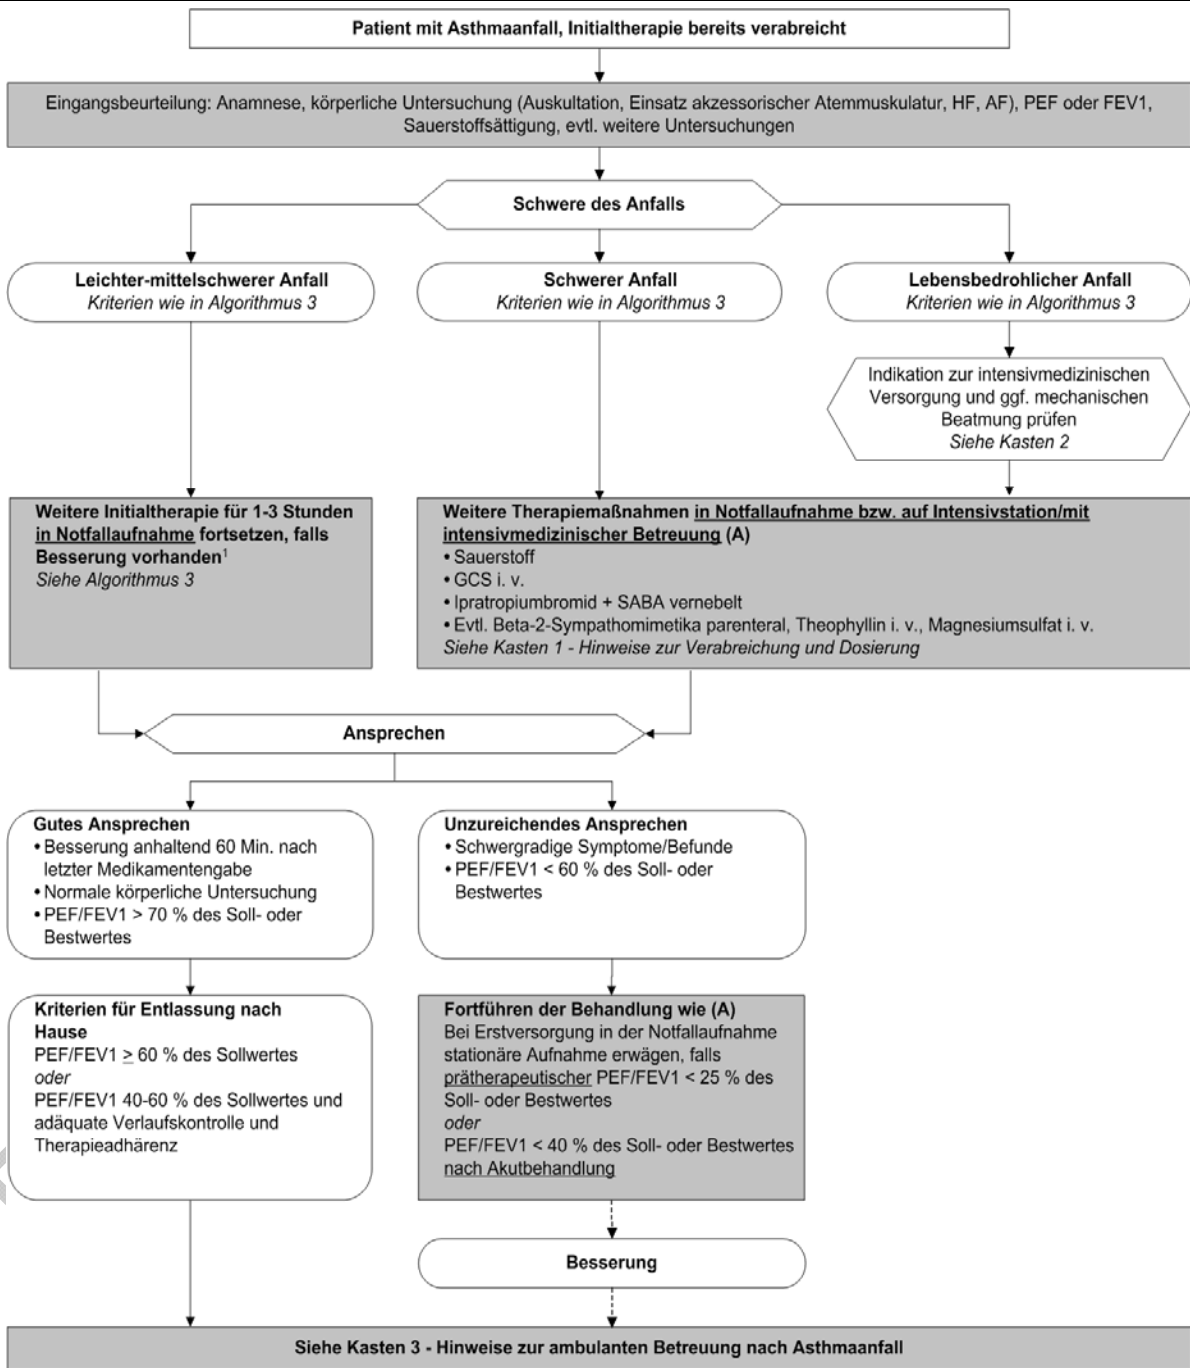 Patient mit Asthmaanfall, Initialtherapie bereits verabreicht
Eingangsbeurteilung: Anamnese, körperliche Untersuchung (Auskultation, Einsatz akzessorischer Atemmuskulatur, HF, AF), PEF oder FEV1,
Sauerstoffsättigung, evtl. weitere Untersuchungen
Schwere des Anfalls
Leichter-mittelschwerer Anfall
Kriterien wie in Algorithmus 3
Schwerer Anfall
Kriterien wie in Algorithmus 3
Lebensbedrohlicher Anfall
Kriterien wie in Algorithmus 3
Indikation zur intensivmedizinischen
Versorgung und ggf. mechanischen
Beatmung prüfen
Siehe Kasten 2
Weitere Initialtherapie für 1-3 Stunden
in Notfallaufnahme fortsetzen, falls
Besserung vorhanden¹
Siehe Algorithmus 3
Weitere Therapiemaßnahmen in Notfallaufnahme bzw. auf Intensivstation/mit
intensivmedizinischer Betreuung (A)
• Sauerstoff
• GCS i. v.
• Ipratropiumbromid + SABA vernebelt
• Evtl. Beta-2-Sympathomimetika parenteral, Theophyllin i. v., Magnesiumsulfat i. v.
Siehe Kasten 1 - Hinweise zur Verabreichung und Dosierung
Ansprechen
Gutes Ansprechen
• Besserung anhaltend 60 Min. nach
letzter Medikamentengabe
• Normale körperliche Untersuchung
• PEF/FEV1 > 70 % des Soll- oder
Bestwertes
Unzureichendes Ansprechen
• Schwergradige Symptome/Befunde
• PEF/FEV1 < 60 % des Soll- oder
Bestwertes
Kriterien für Entlassung nach
Hause
PEF/FEV1 ≥ 60 % des Sollwertes
oder
PEF/FEV1 40-60 % des Sollwertes und
adäquate Verlaufskontrolle und
Therapieadhärenz
Fortführen der Behandlung wie (A)
Bei Erstversorgung in der Notfallaufnahme
stationäre Aufnahme erwägen, falls
prätherapeutischer PEF/FEV1 < 25 % des
Soll- oder Bestwertes
oder
PEF/FEV1 < 40 % des Soll- oder Bestwertes
nach Akutbehandlung
Besserung
Siehe Kasten 3 - Hinweise zur ambulanten Betreuung nach Asthmaanfall